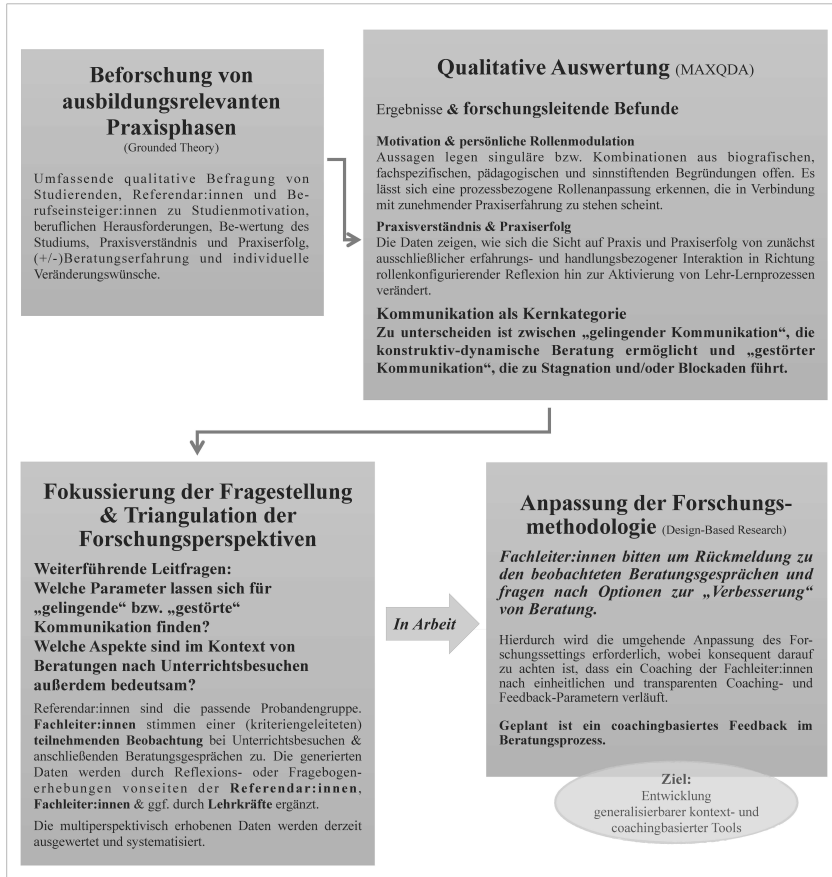 Beforschung von
ausbildungsrelevanten
Praxisphasen
(Grounded Theory)
Umfassende qualitative Befragung von
Studierenden, Referendar:innen und Be-
rufseinsteiger:innen zu Studienmotivation,
beruflichen Herausforderungen, Be-wertung des
Studiums, Praxisverständnis und Praxiserfolg,
(+/-)Beratungserfahrung und individuelle
Veränderungswünsche.
Qualitative Auswertung (MAXQDA)
Ergebnisse & forschungsleitende Befunde
Motivation & persönliche Rollenmodulation
Aussagen legen singuläre bzw. Kombinationen aus biografischen,
fachspezifischen, pädagogischen und sinnstiftenden Begründungen offen. Es
lässt sich eine prozessbezogene Rollenanpassung erkennen, die in Verbindung
mit zunehmender Praxiserfahrung zu stehen scheint.
Praxisverständnis & Praxiserfolg
Die Daten zeigen, wie sich die Sicht auf Praxis und Praxiserfolg von zunächst
ausschließlicher erfahrungs- und handlungsbezogener Interaktion in Richtung
rollenkonfigurierender Reflexion hin zur Aktivierung von Lehr-Lernprozessen
verändert.
Kommunikation als Kernkategorie
Zu unterscheiden ist zwischen „gelingender Kommunikation“, die
konstruktiv-dynamische Beratung ermöglicht und „gestörter
Kommunikation“, die zu Stagnation und/oder Blockaden führt.
Fokussierung der Fragestellung
& Triangulation der
Forschungsperspektiven
Weiterführende Leitfragen:
Welche Parameter lassen sich für
„gelingende“ bzw. „gestörte“
Kommunikation finden?
Welche Aspekte sind im Kontext von
Beratungen nach Unterrichtsbesuchen
außerdem bedeutsam?
Referendar:innen sind die passende Probandengruppe.
Fachleiter:innen stimmen einer (kriteriengeleiteten)
teilnehmenden Beobachtung bei Unterrichtsbesuchen &
anschließenden Beratungsgesprächen zu. Die generierten
Daten werden durch Reflexions- oder Fragebogen-
erhebungen vonseiten der Referendar:innen,
Fachleiter:innen & ggf. durch Lehrkräfte ergänzt.
Die multiperspektivisch erhobenen Daten werden derzeit
ausgewertet und systematisiert.
In Arbeit
Anpassung der Forschungs-
methodologie (Design-Based Research)
Fachleiter:innen bitten um Rückmeldung zu
den beobachteten Beratungsgesprächen und
fragen nach Optionen zur „Verbesserung“
von Beratung.
Hierdurch wird die umgehende Anpassung des For-
schungssettings erforderlich, wobei konsequent darauf
zu achten ist, dass ein Coaching der Fachleiter:innen
nach einheitlichen und transparenten Coaching- und
Feedback-Parametern verläuft.
Geplant ist ein coachingbasiertes Feedback im
Beratungsprozess.
Ziel:
Entwicklung
generalisierbarer kontext- und
coachingbasierter Tools